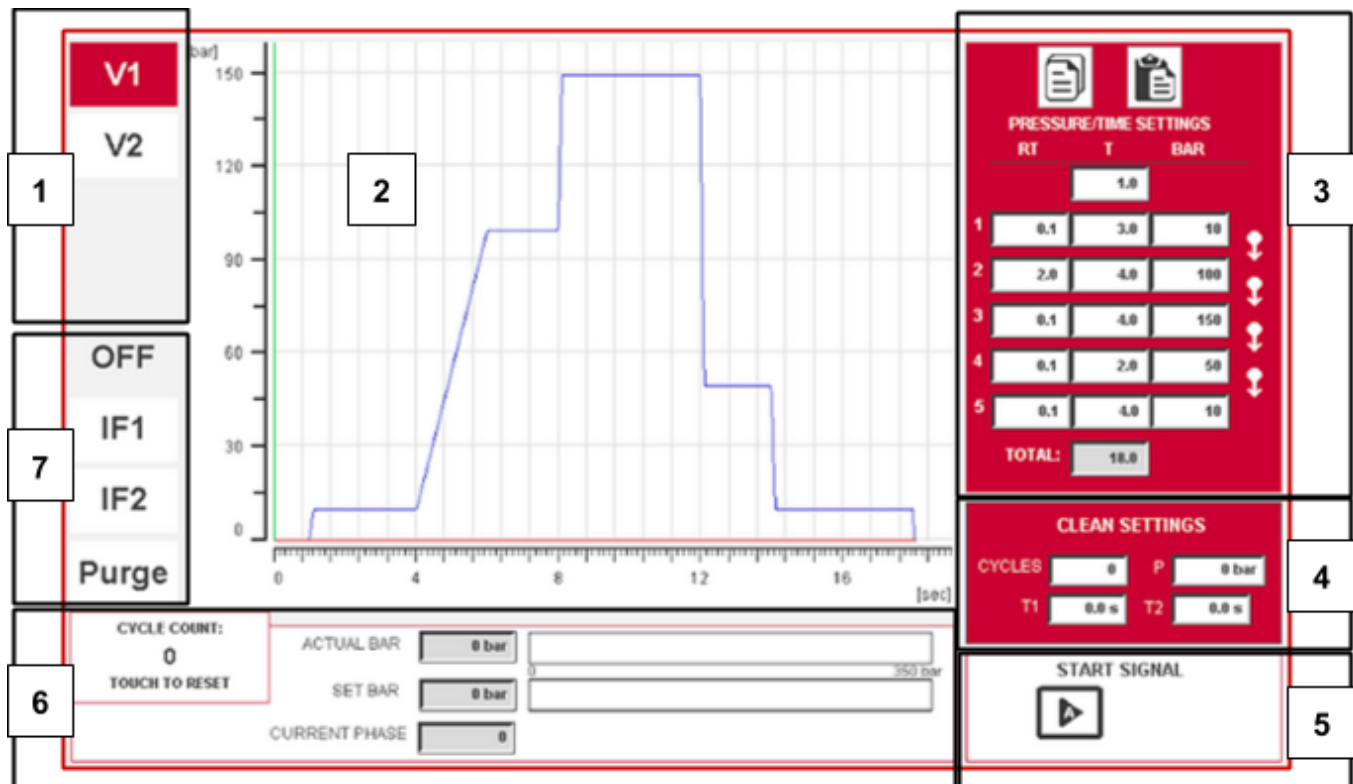 1
V1
V2
7
OFF
IF1
IF2
Purge
bar]
150
120
90
60
30
0
2
0 4 8 12 16
[sec]
3
PRESSURE/TIME SETTINGS
RT T BAR
1.0
1 0.1 3.0 10
2 2.0 4.0 100
3 0.1 4.0 150
4 0.1 2.0 50
5 0.1 4.0 10
TOTAL: 18.0
4
CLEAN SETTINGS
CYCLES 0 P 0 bar
T1 0.0 s T2 0.0 s
5
START SIGNAL
A
6
CYCLE COUNT:
0
TOUCH TO RESET
ACTUAL BAR 0 bar
0 350 bar
SET BAR 0 bar
CURRENT PHASE 0